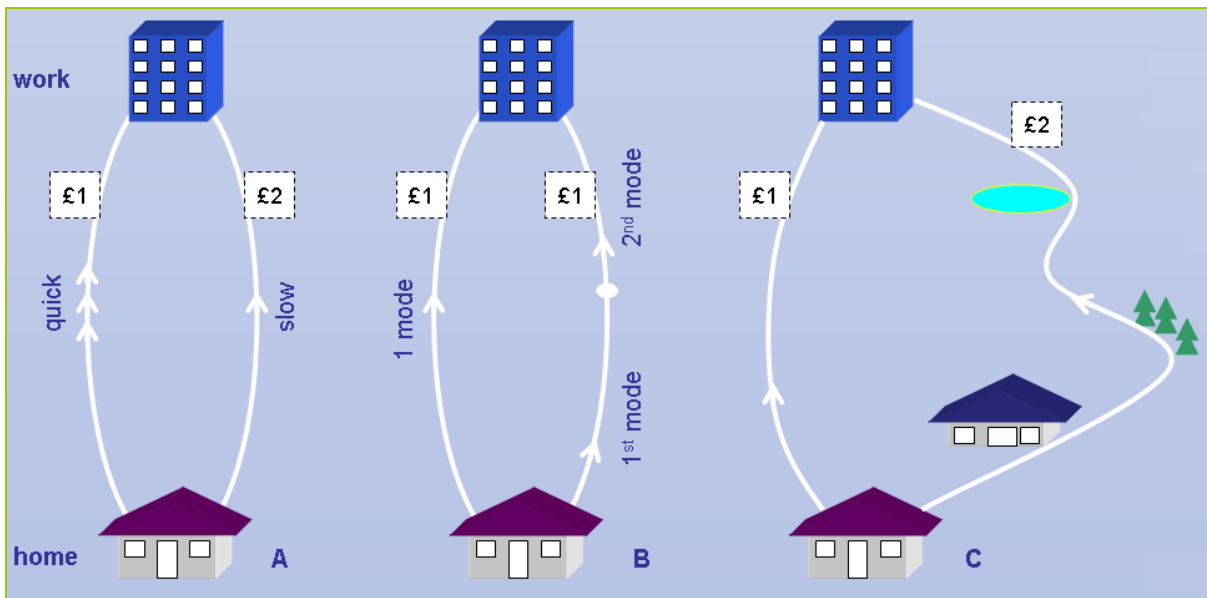 work
£1
£2
quick
slow
£1
£1
1 mode
2nd mode
1st mode
£1
£2
home
A
B
C